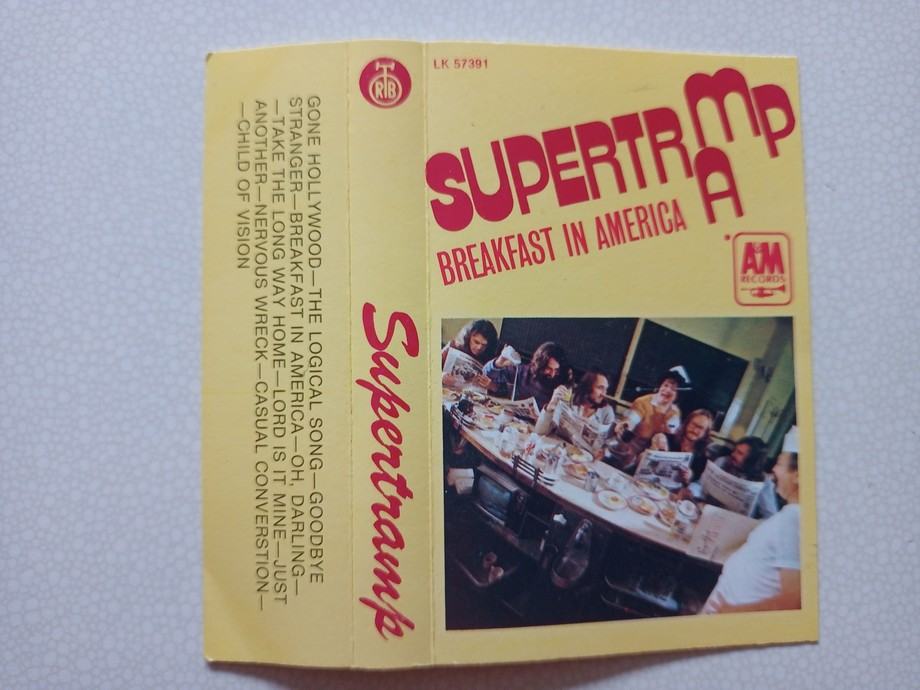 LK 57391
SUPERTRAMP
BREAKFAST IN AMERICA
A&M
RECORDS
RTB
Supertramp
GONE HOLLYWOOD—THE LOGICAL SONG—GOODBYE
STRANGER—BREAKFAST IN AMERICA—OH, DARLING—
—TAKE THE LONG WAY HOME—LORD IS IT MINE—JUST
ANOTHER—NERVOUS WRECK—CASUAL CONVERSTION—
—CHILD OF VISION